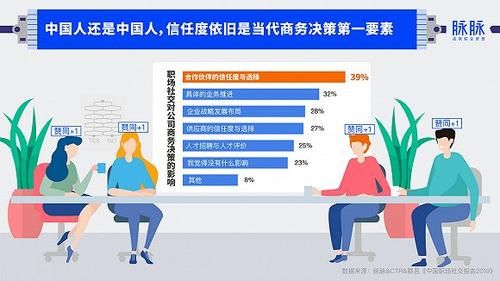 中国人还是中国人，信任度依旧是当代商务决策第一要素
脉脉
成就职业梦想
职场社交对公司商务决策的影响
合作伙伴的信任度与选择 39%
具体的业务推进 32%
企业战略发展布局 28%
供应商的信任度与选择 27%
人才招聘与人才评价 25%
我觉得没有什么影响 23%
其他 8%
赞同+1
赞同+1
赞同+1
赞同+1
YES NO
数据来源：脉脉&CTR&群邑《中国职场社交报告2019》